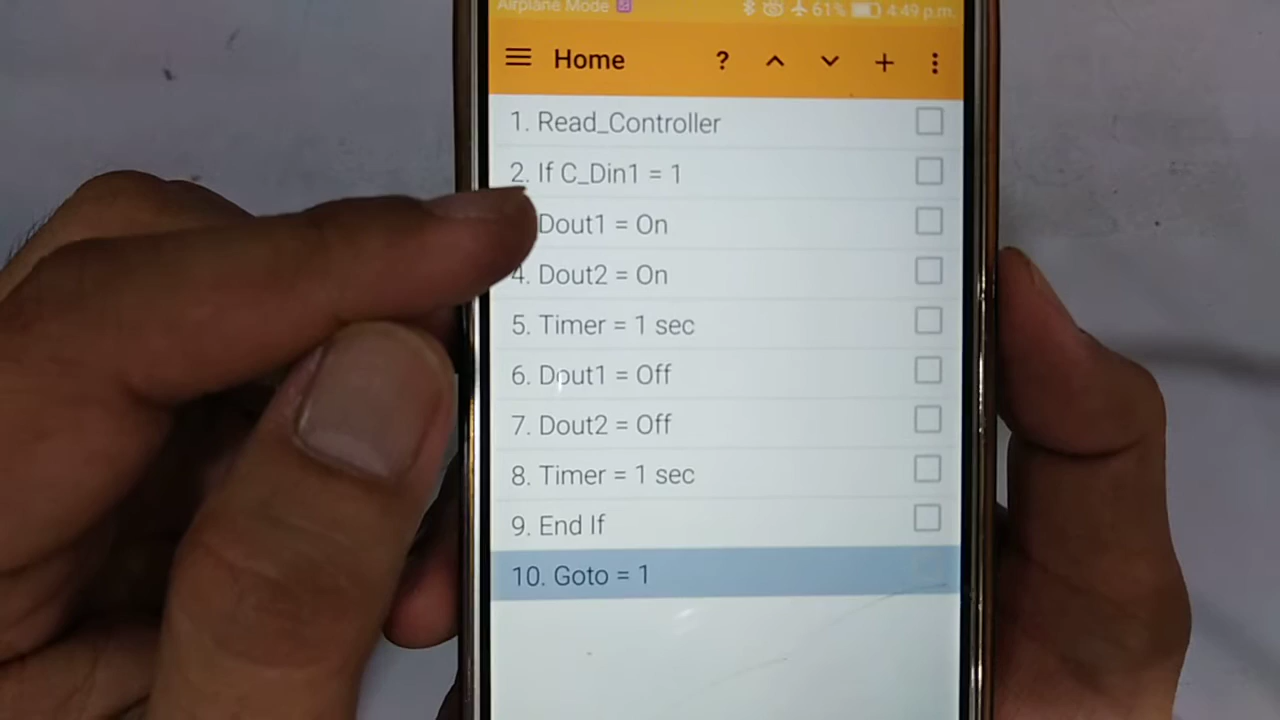 Airplane Mode 61% 4:49 p.m.
Home ?
1. Read_Controller
2. If C_Din1 = 1
Dout1 = On
4. Dout2 = On
5. Timer = 1 sec
6. Dout1 = Off
7. Dout2 = Off
8. Timer = 1 sec
9. End If
10. Goto = 1